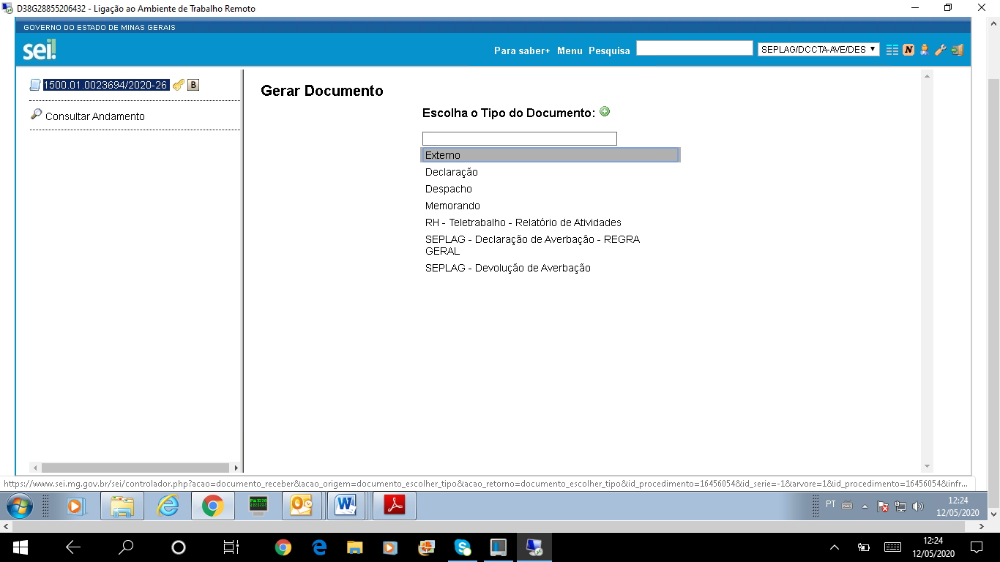 D38G28855206432 - Ligação ao Ambiente de Trabalho Remoto
GOVERNO DO ESTADO DE MINAS GERAIS
sei!
Para saber+ Menu Pesquisa
SEPLAG/DCCTA-AVE/DES
N
1500.01.0023694/2020-26
B
Consultar Andamento
Gerar Documento
Escolha o Tipo do Documento:
Externo
Declaração
Despacho
Memorando
RH - Teletrabalho - Relatório de Atividades
SEPLAG - Declaração de Averbação - REGRA
GERAL
SEPLAG - Devolução de Averbação
https://www.sei.mg.gov.br/sei/controlador.php?acao=documento_receber&acao_origem=documento_escolher_tipo&acao_retorno=documento_escolher_tipo&id_procedimento=16456054&id_serie=-1&arvore=1&id_procedimento=16456054&infr...
PT
12:24
12/05/2020
12:24
12/05/2020